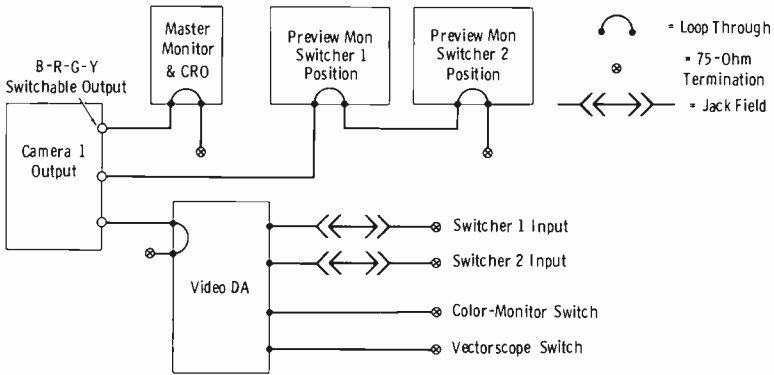 Master
Monitor
& CRO
Preview Mon
Switcher 1
Position
Preview Mon
Switcher 2
Position
= Loop Through
= 75-Ohm
Termination
= Jack Field
B-R-G-Y
Switchable Output
Camera 1
Output
Video DA
Switcher 1 Input
Switcher 2 Input
Color-Monitor Switch
Vectorscope Switch